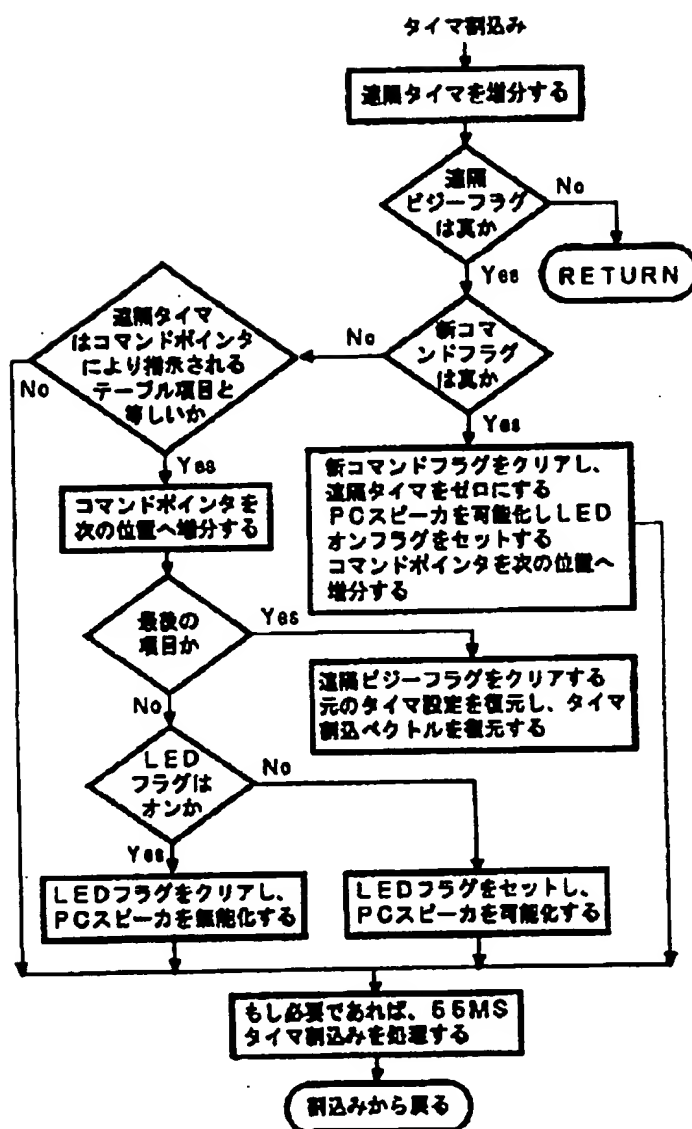 タイマ割込み
遠隔タイマを増分する
遠隔
ビジーフラグ
は真か
No
Yes
RETURN
新コマ
ンドフラグ
は真か
No
Yes
遠隔タイマ
はコマンドポインタ
により指示される
テーブル項目と
等しいか
No
Yes
新コマンドフラグをクリアし、
遠隔タイマをゼロにする
PCスピーカを可能化しLED
オンフラグをセットする
コマンドポインタを次の位置へ
増分する
コマンドポインタを
次の位置へ増分する
最後の
項目か
Yes
No
遠隔ビジーフラグをクリアする
元のタイマ設定を復元し、タイマ
割込ベクトルを復元する
LED
フラグは
オンか
No
Yes
LEDフラグをクリアし、
PCスピーカを無能化する
LEDフラグをセットし、
PCスピーカを可能化する
もし必要であれば、55MS
タイマ割込みを処理する
割込みから戻る